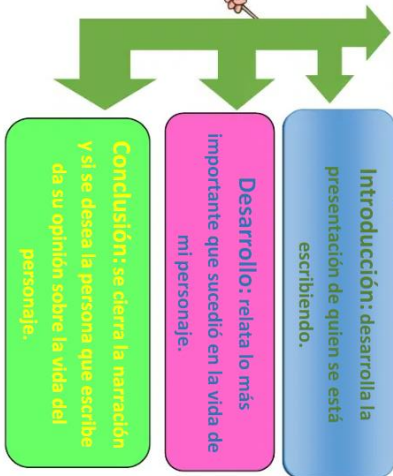 Introducción: desarrolla la
presentación de quien se está
escribiendo.
Desarrollo: relata lo más
importante que sucedió en la vida de
mi personaje.
Conclusión: se cierra la narración
y si se desea la persona que escribe
da su opinión sobre la vida del
personaje.